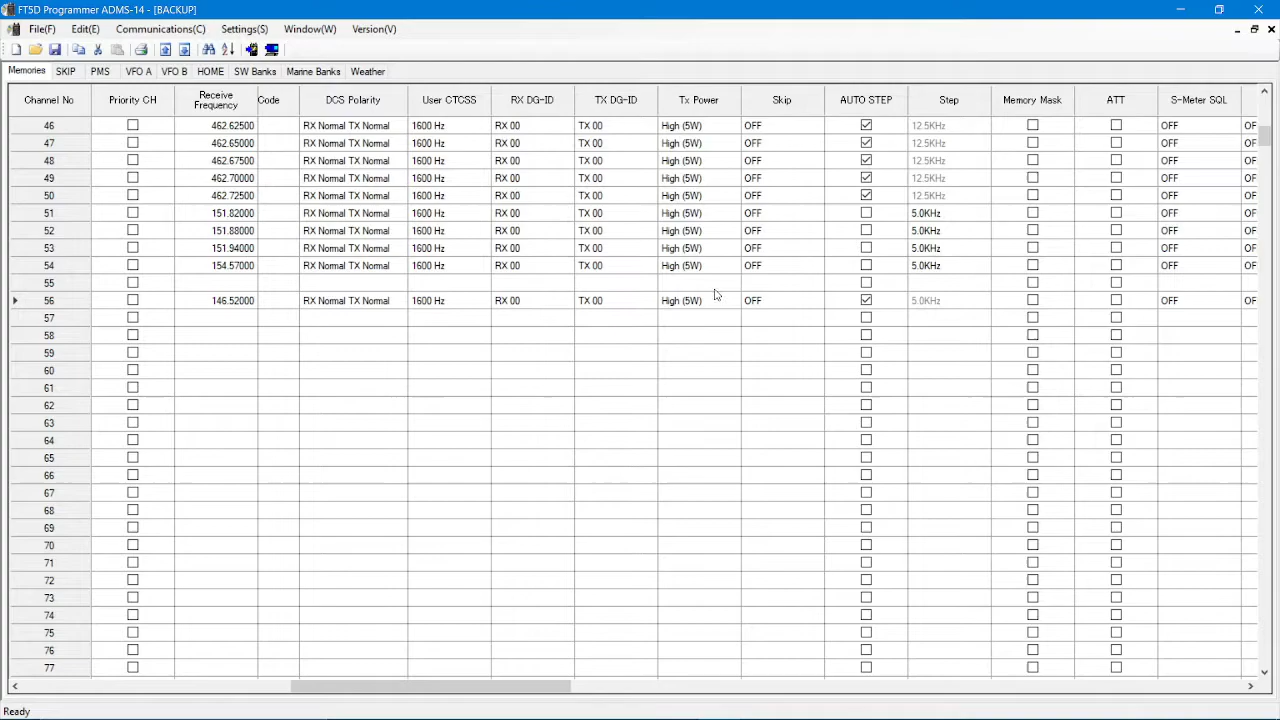 FT5D Programmer ADMS-14 - [BACKUP]
File(F) Edit(E) Communications(C) Settings(S) Window(W) Version(V)
Memories SKIP PMS VFO A VFO B HOME SW Banks Marine Banks Weather
Channel No Priority CH Receive Frequency Code DCS Polarity User CTCSS RX DG-ID TX DG-ID Tx Power Skip AUTO STEP Step Memory Mask ATT S-Meter SQL
46 462.62500 RX Normal TX Normal 1600 Hz RX 00 TX 00 High (5W) OFF 12.5KHz OFF OF
47 462.65000 RX Normal TX Normal 1600 Hz RX 00 TX 00 High (5W) OFF 12.5KHz OFF OF
48 462.67500 RX Normal TX Normal 1600 Hz RX 00 TX 00 High (5W) OFF 12.5KHz OFF OF
49 462.70000 RX Normal TX Normal 1600 Hz RX 00 TX 00 High (5W) OFF 12.5KHz OFF OF
50 462.72500 RX Normal TX Normal 1600 Hz RX 00 TX 00 High (5W) OFF 12.5KHz OFF OF
51 151.82000 RX Normal TX Normal 1600 Hz RX 00 TX 00 High (5W) OFF 5.0KHz OFF OF
52 151.88000 RX Normal TX Normal 1600 Hz RX 00 TX 00 High (5W) OFF 5.0KHz OFF OF
53 151.94000 RX Normal TX Normal 1600 Hz RX 00 TX 00 High (5W) OFF 5.0KHz OFF OF
54 154.57000 RX Normal TX Normal 1600 Hz RX 00 TX 00 High (5W) OFF 5.0KHz OFF OF
55
56 146.52000 RX Normal TX Normal 1600 Hz RX 00 TX 00 High (5W) OFF 5.0KHz OFF OF
57
58
59
60
61
62
63
64
65
66
67
68
69
70
71
72
73
74
75
76
77
Ready